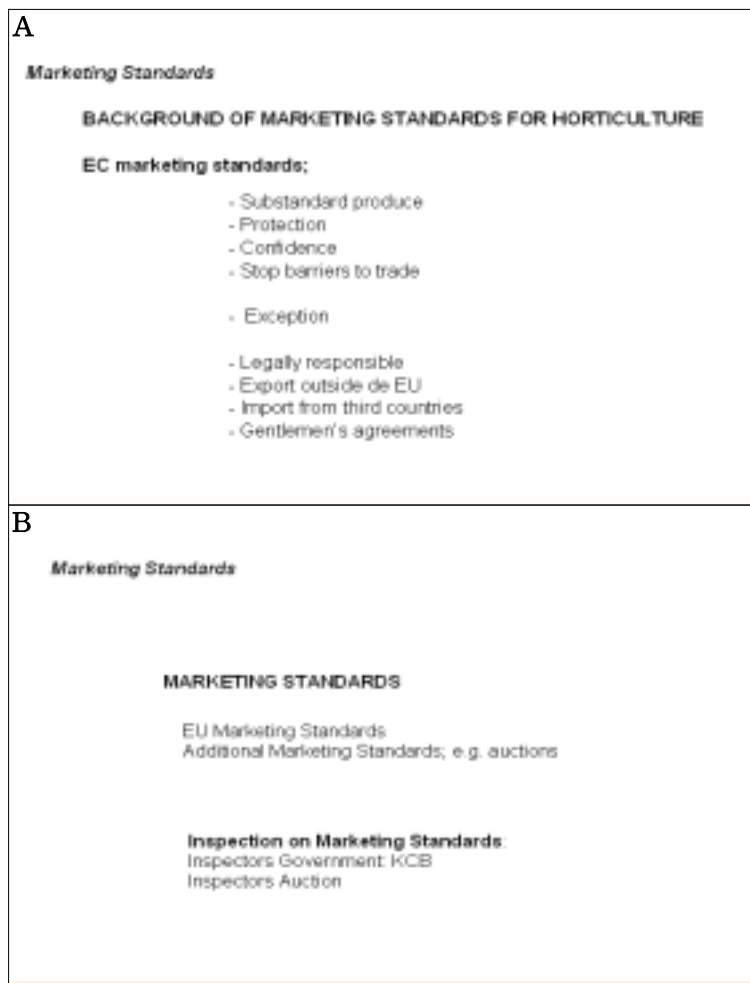 A
Marketing Standards
BACKGROUND OF MARKETING STANDARDS FOR HORTICULTURE
EC marketing standards;
- Substandard produce
- Protection
- Confidence
- Stop barriers to trade
- Exception
- Legally responsible
- Export outside de EU
- Import from third countries
- Gentlemen's agreements
B
Marketing Standards
MARKETING STANDARDS
EU Marketing Standards
Additional Marketing Standards; e.g. auctions
Inspection on Marketing Standards:
Inspectors Government: KCB
Inspectors Auction